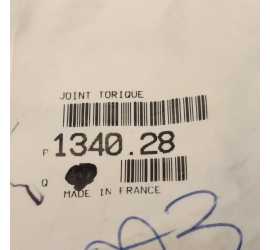 JOINT TORIQUE
P 1340.28
Q
MADE IN FRANCE